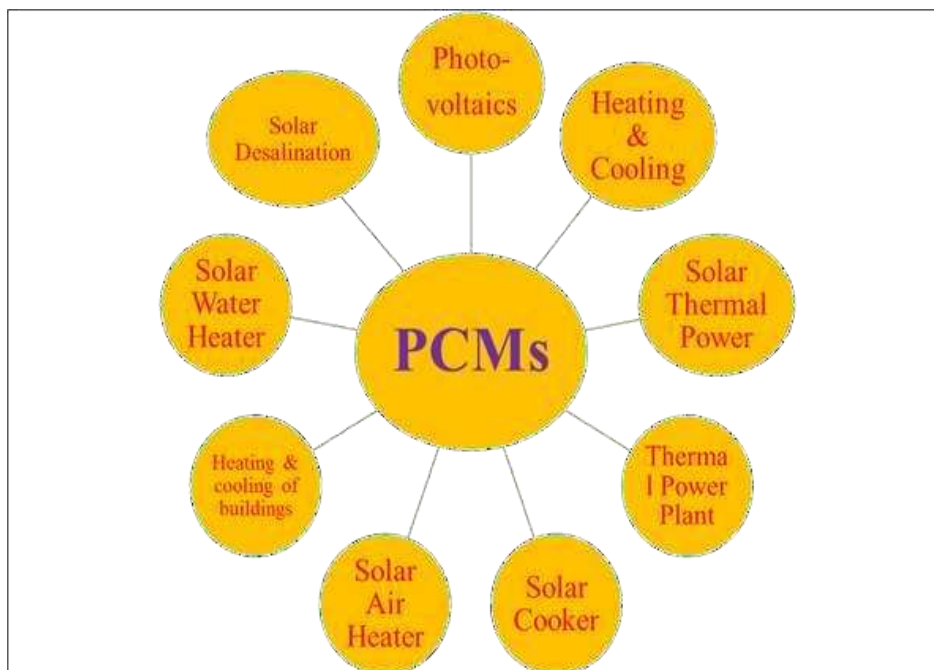 Photo-
voltaics
Heating
&
Cooling
Solar
Thermal
Power
Therma
l Power
Plant
Solar
Cooker
Solar
Air
Heater
Heating &
cooling of
buildings
Solar
Water
Heater
Solar
Desalination
PCMs